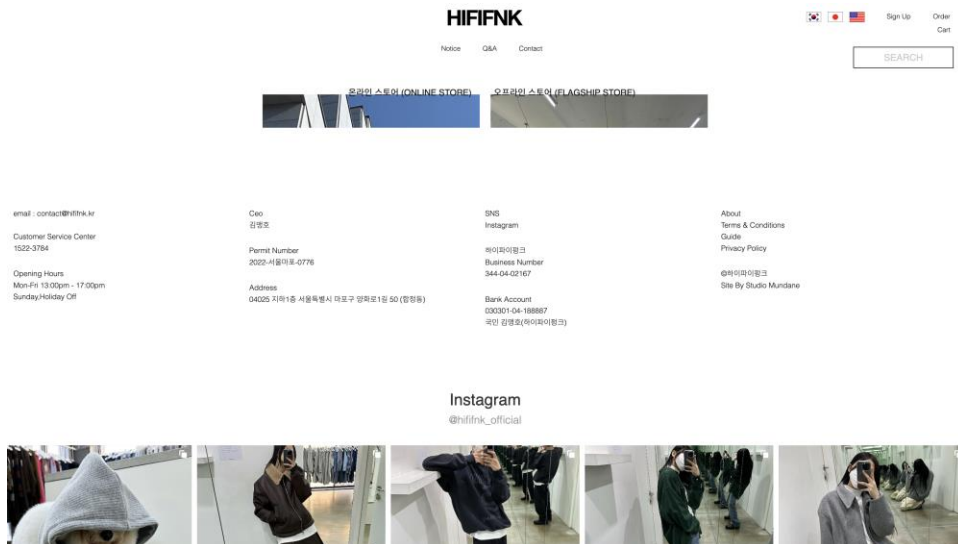 HIFIFNK
Sign Up
Order
Cart
Notice
Q&A
Contact
SEARCH
온라인 스토어 (ONLINE STORE)
오프라인 스토어 (FLAGSHIP STORE)
email : contact@hififnk.kr
Customer Service Center
1522-3784
Opening Hours
Mon-Fri 13:00pm - 17:00pm
Sunday,Holiday Off
Ceo
김맹호
Permit Number
2022-서울마포-0776
Address
04025 지하1층 서울특별시 마포구 양화로1길 50 (합정동)
SNS
Instagram
하이파이펑크
Business Number
344-04-02167
Bank Account
030301-04-188887
국민 김맹호(하이파이펑크)
About
Terms & Conditions
Guide
Privacy Policy
©하이파이펑크
Site By Studio Mundane
Instagram
@hififnk_official